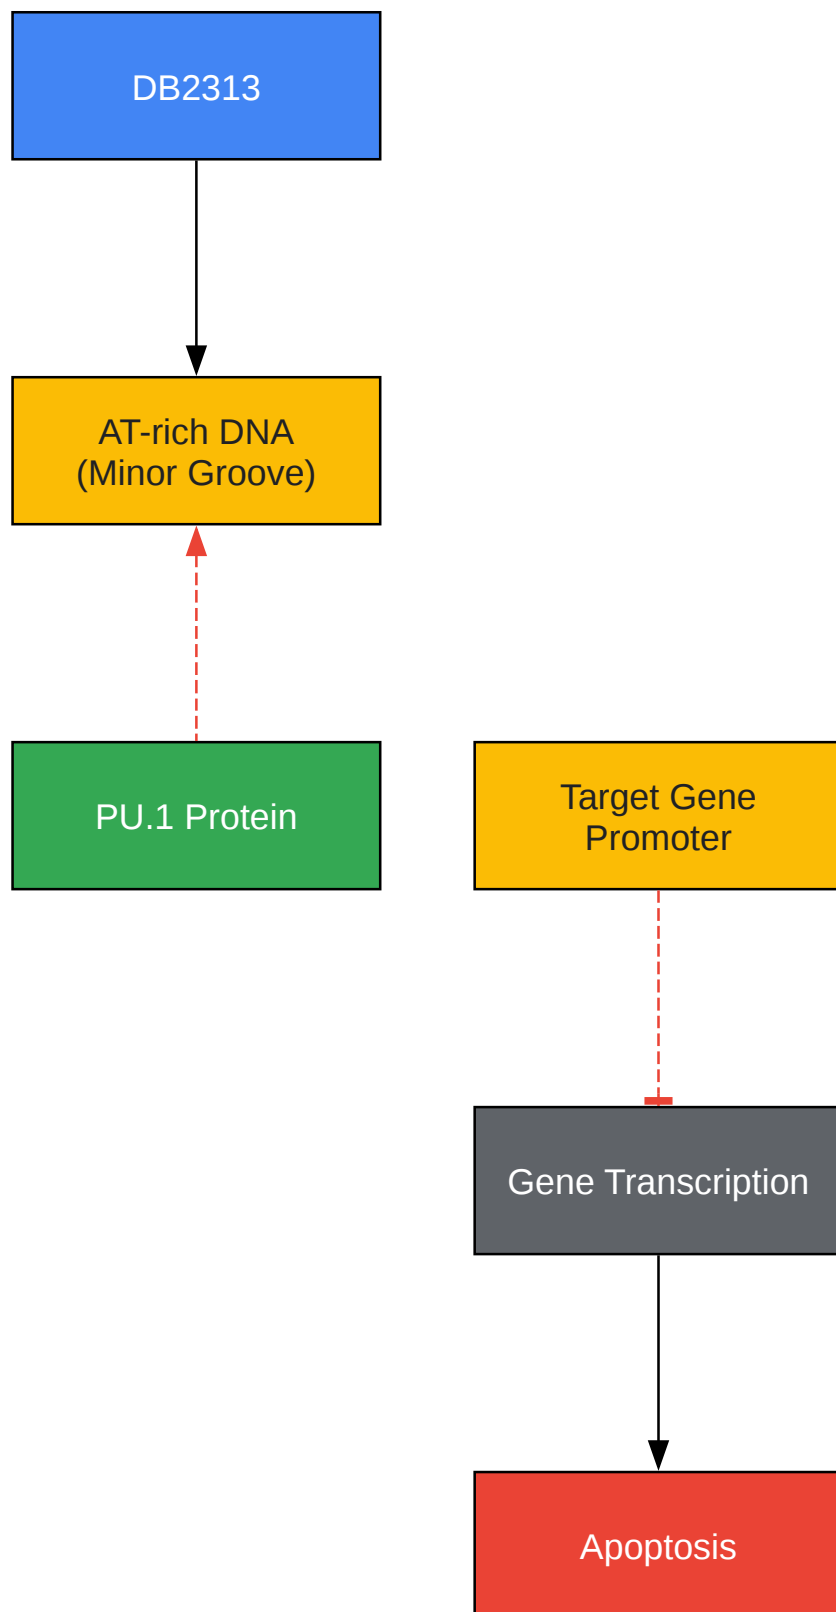 DB2313
AT-rich DNA
(Minor Groove)
PU.1 Protein
Target Gene
Promoter
Gene Transcription
Apoptosis